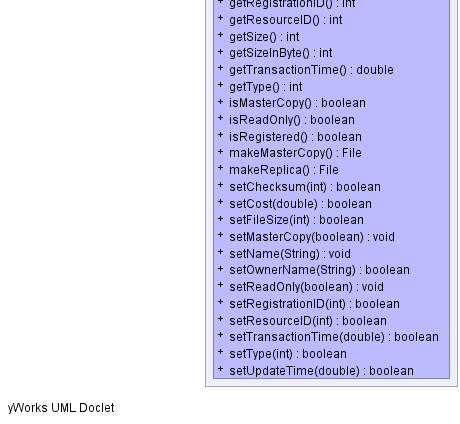 + getRegistrationID() : int
+ getResourceID() : int
+ getSize() : int
+ getSizeInByte() : int
+ getTransactionTime() : double
+ getType() : int
+ isMasterCopy() : boolean
+ isReadOnly() : boolean
+ isRegistered() : boolean
+ makeMasterCopy() : File
+ makeReplica() : File
+ setChecksum(int) : boolean
+ setCost(double) : boolean
+ setFileSize(int) : boolean
+ setMasterCopy(boolean) : void
+ setName(String) : void
+ setOwnerName(String) : boolean
+ setReadOnly(boolean) : void
+ setRegistrationID(int) : boolean
+ setResourceID(int) : boolean
+ setTransactionTime(double) : boolean
+ setType(int) : boolean
+ setUpdateTime(double) : boolean
yWorks UML Doclet